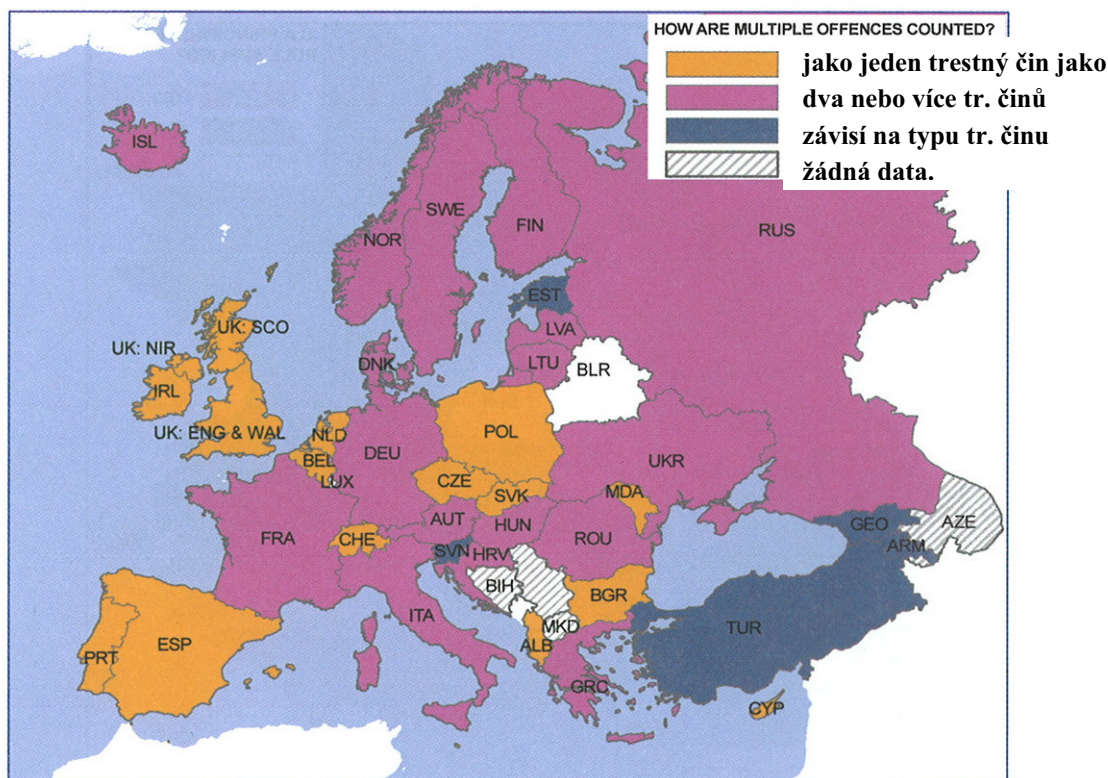 HOW ARE MULTIPLE OFFENCES COUNTED?
jako jeden trestný čin jako
dva nebo více tr. činů
závisí na typu tr. činu
žádná data.
ISL
SWE
FIN
NOR
RUS
EST
UK: SCO
LVA
UK: NIR
DNK
LTU
BLR
IRL
UK: ENG & WAL
NLD
POL
DEU
BEL
UKR
LUX
CZE
MDA
SVK
GEO
AUT
HUN
AZE
FRA
CHE
ROU
ARM
SVN
HRV
BIH
BGR
ITA
MKD
TUR
ESP
ALB
PRT
GRC
CYP